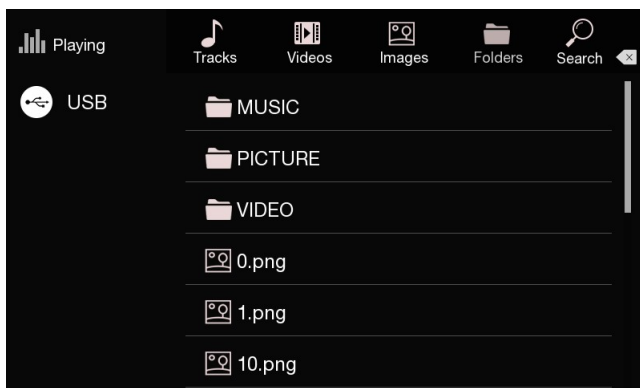 Playing
Tracks
Videos
Images
Folders
Search
USB
MUSIC
PICTURE
VIDEO
0.png
1.png
10.png